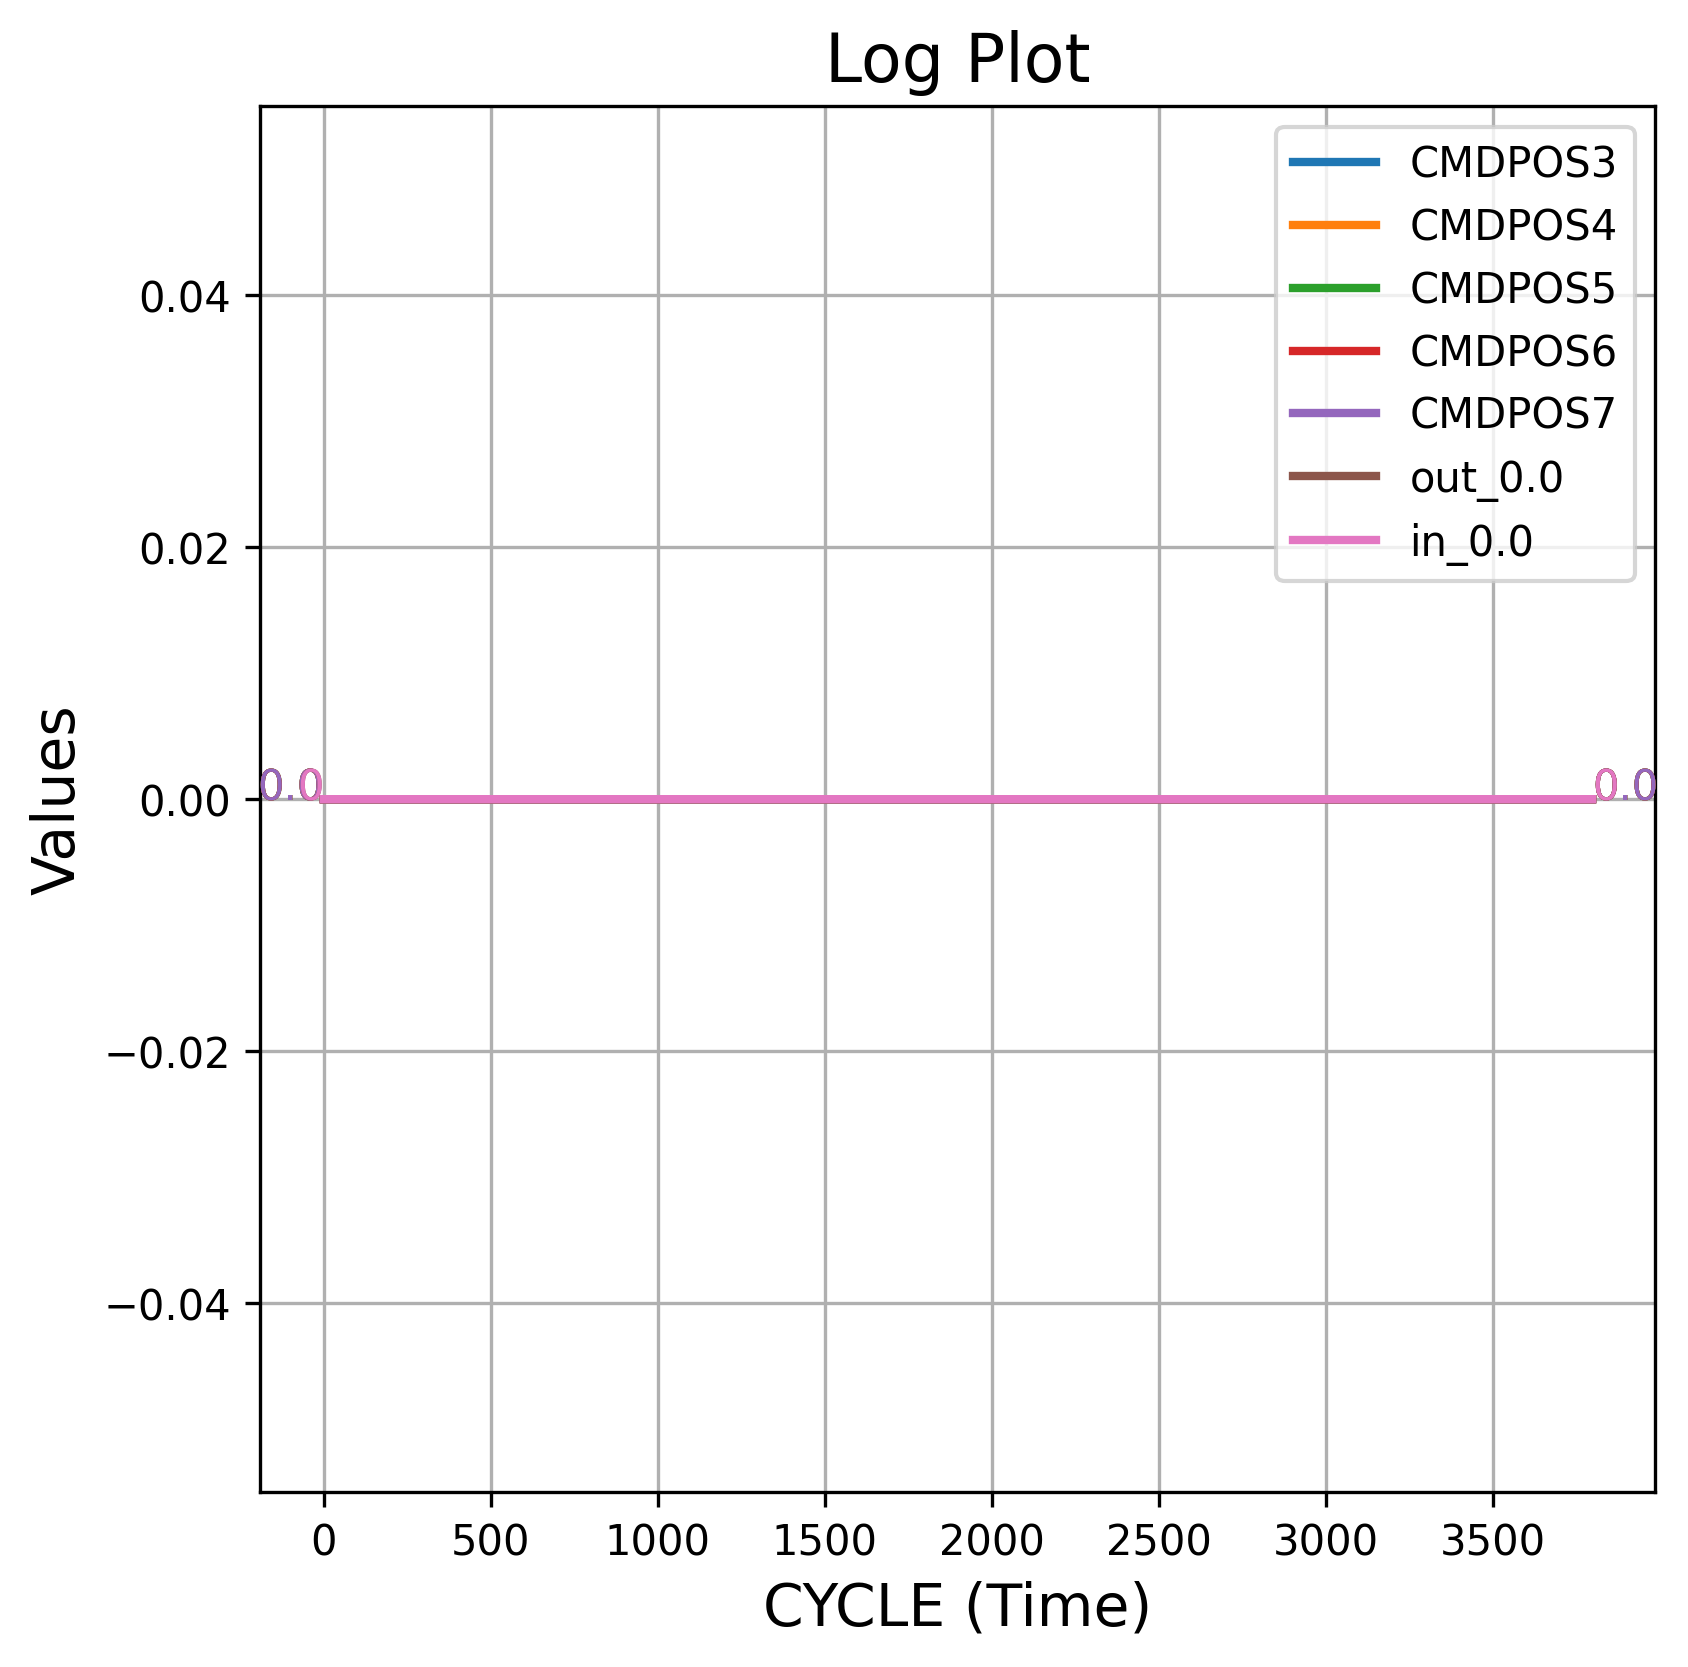 Log Plot
CMDPOS3
CMDPOS4
CMDPOS5
CMDPOS6
CMDPOS7
out_0.0
in_0.0
0.04
0.02
0.00
−0.02
−0.04
Values
0.0
0.0
0 500 1000 1500 2000 2500 3000 3500
CYCLE (Time)